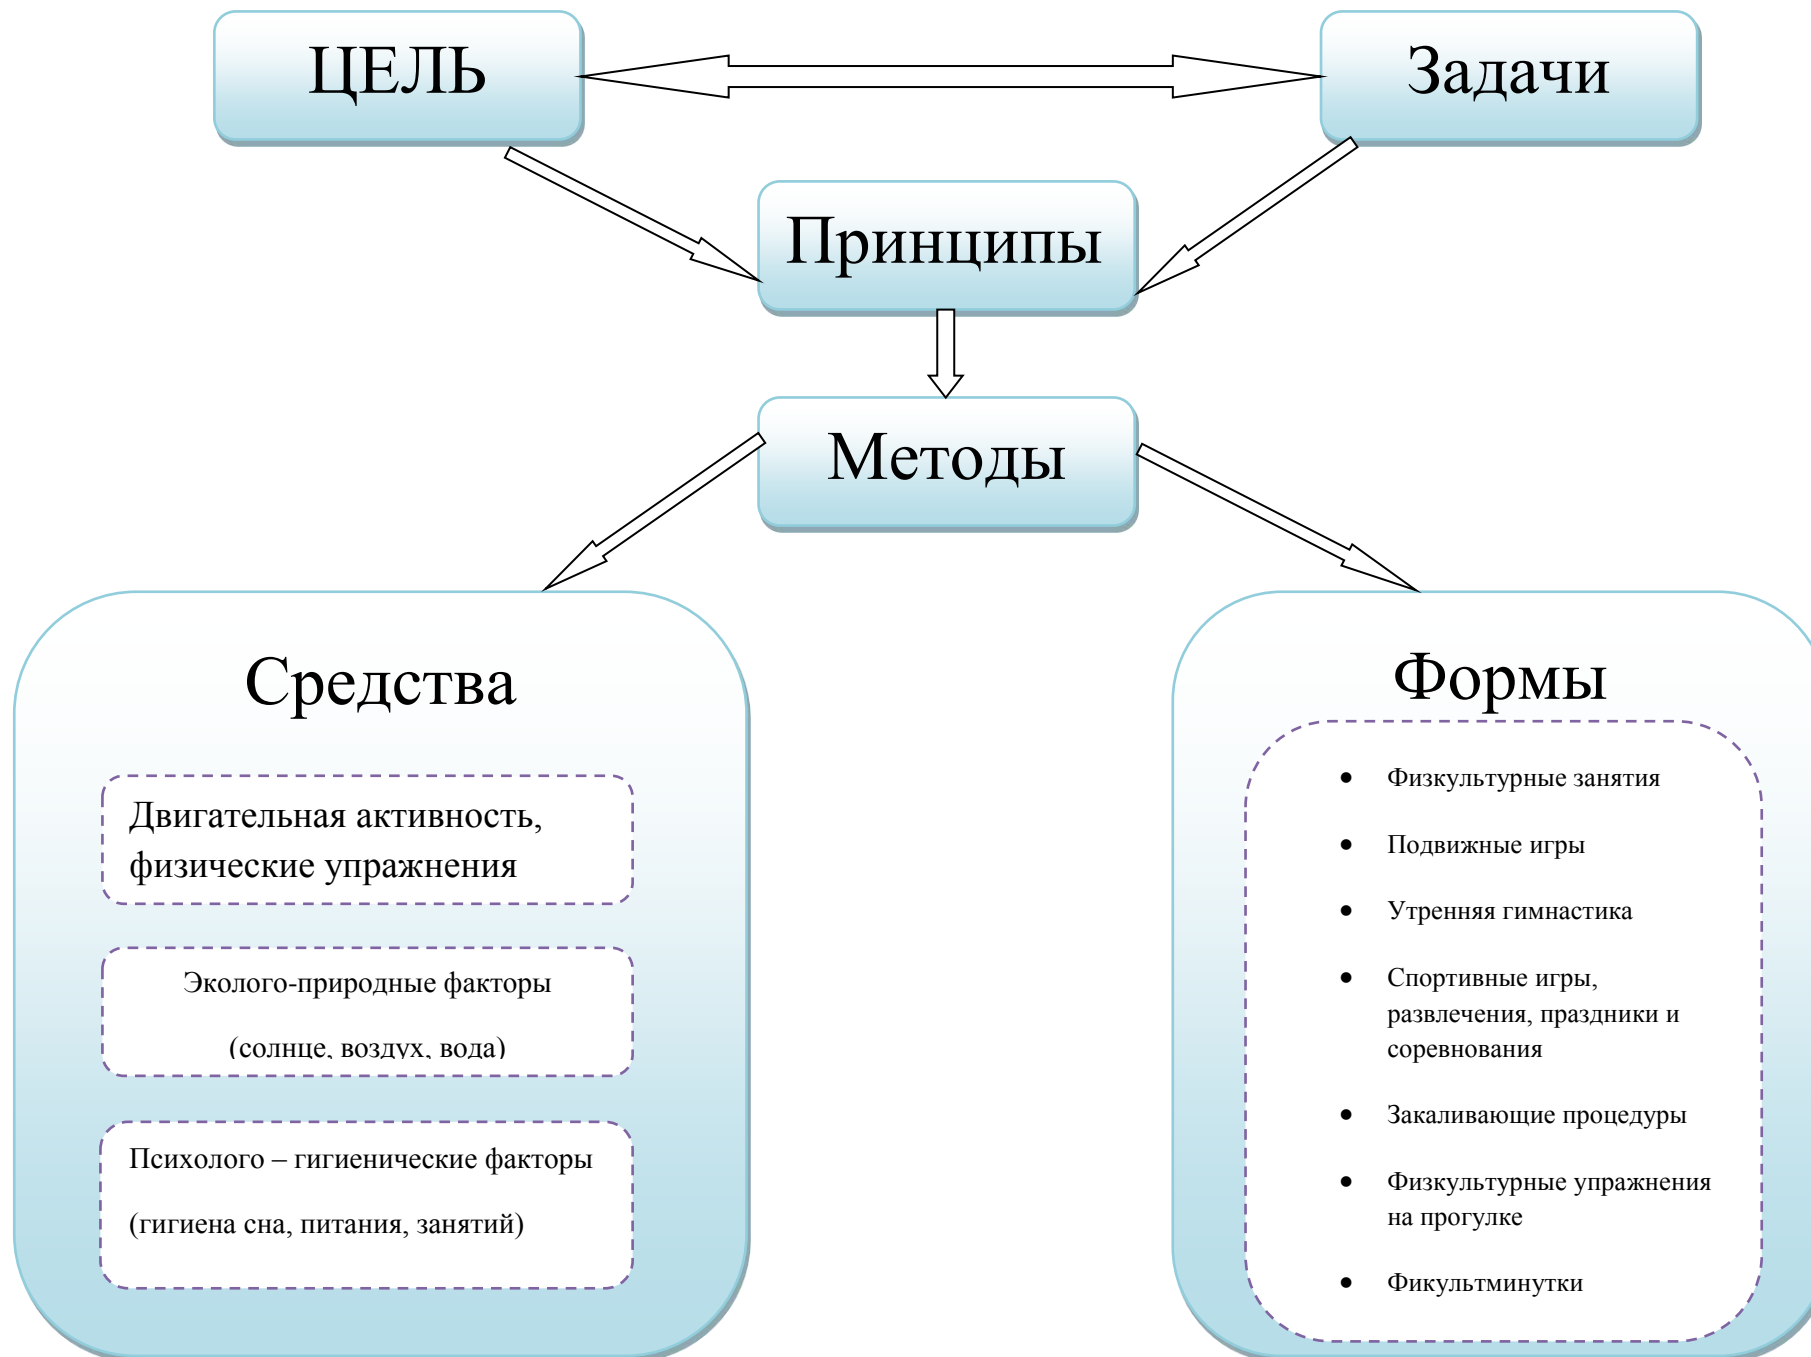 ЦЕЛЬ
Задачи
Принципы
Методы
Средства
Двигательная активность,
физические упражнения
Эколого-природные факторы
(солнце, воздух, вода)
Психолого – гигиенические факторы
(гигиена сна, питания, занятий)
Формы
• Физкультурные занятия
• Подвижные игры
• Утренняя гимнастика
• Спортивные игры,
развлечения, праздники и
соревнования
• Закаливающие процедуры
• Физкультурные упражнения
на прогулке
• Фикультминутки